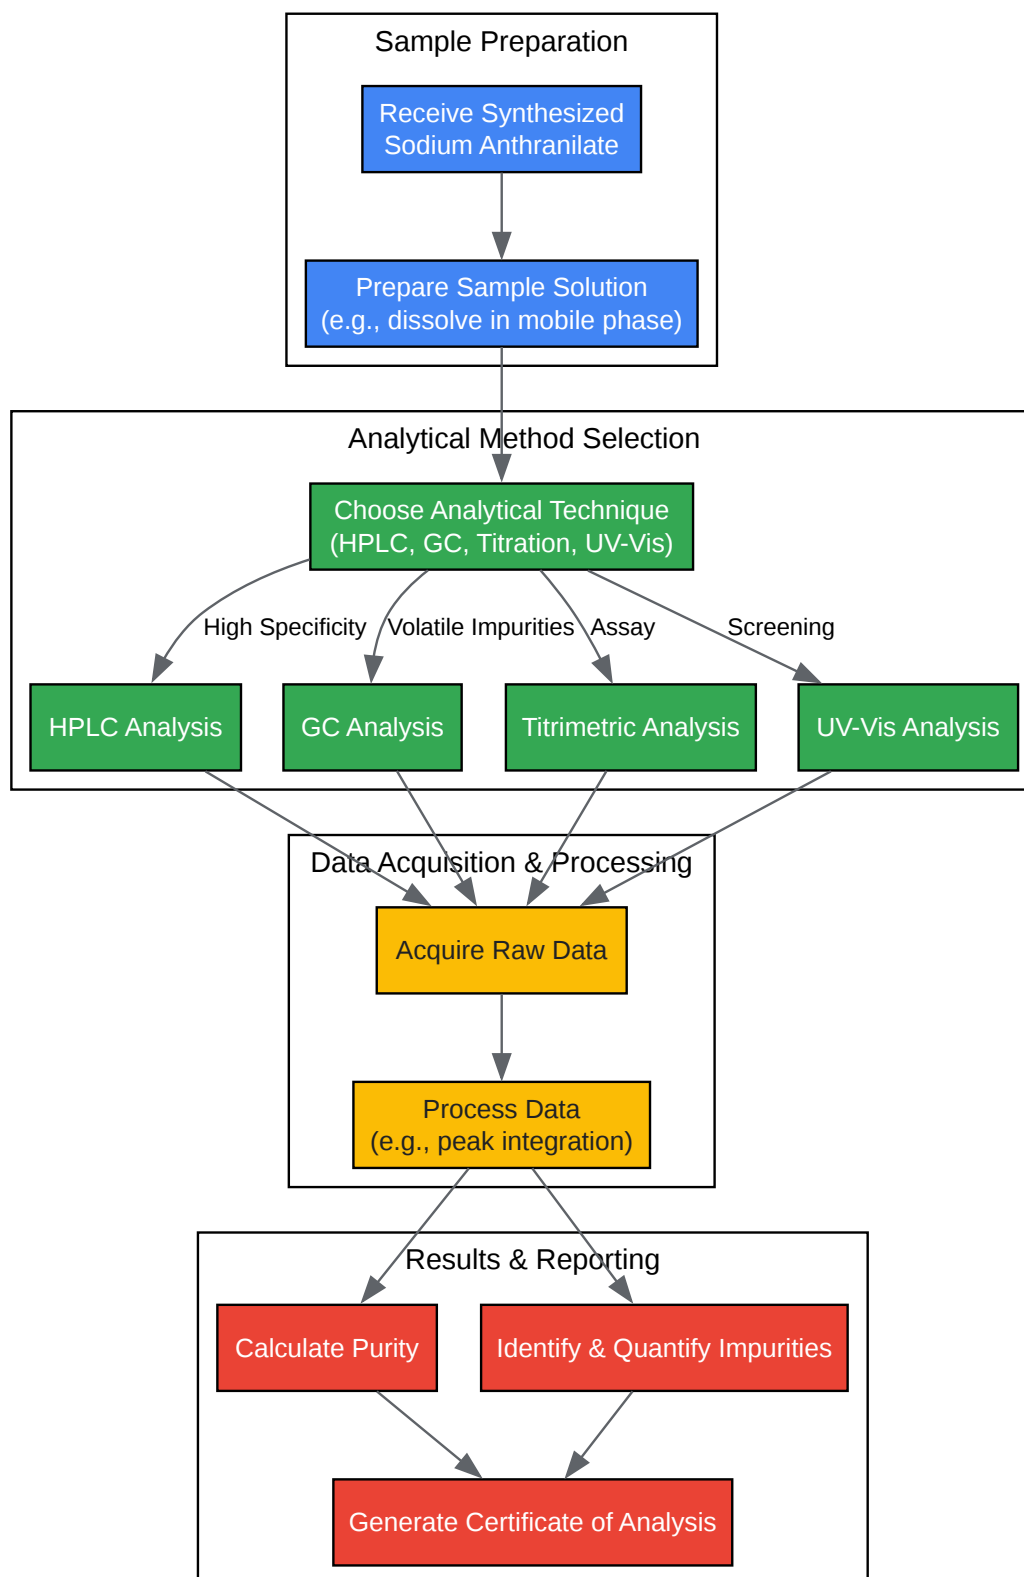 Sample Preparation
Receive Synthesized
Sodium Anthranilate
Prepare Sample Solution
(e.g., dissolve in mobile phase)
Analytical Method Selection
Choose Analytical Technique
(HPLC, GC, Titration, UV-Vis)
High Specificity
Volatile Impurities
Assay
Screening
HPLC Analysis
GC Analysis
Titrimetric Analysis
UV-Vis Analysis
Data Acquisition & Processing
Acquire Raw Data
Process Data
(e.g., peak integration)
Results & Reporting
Calculate Purity
Identify & Quantify Impurities
Generate Certificate of Analysis